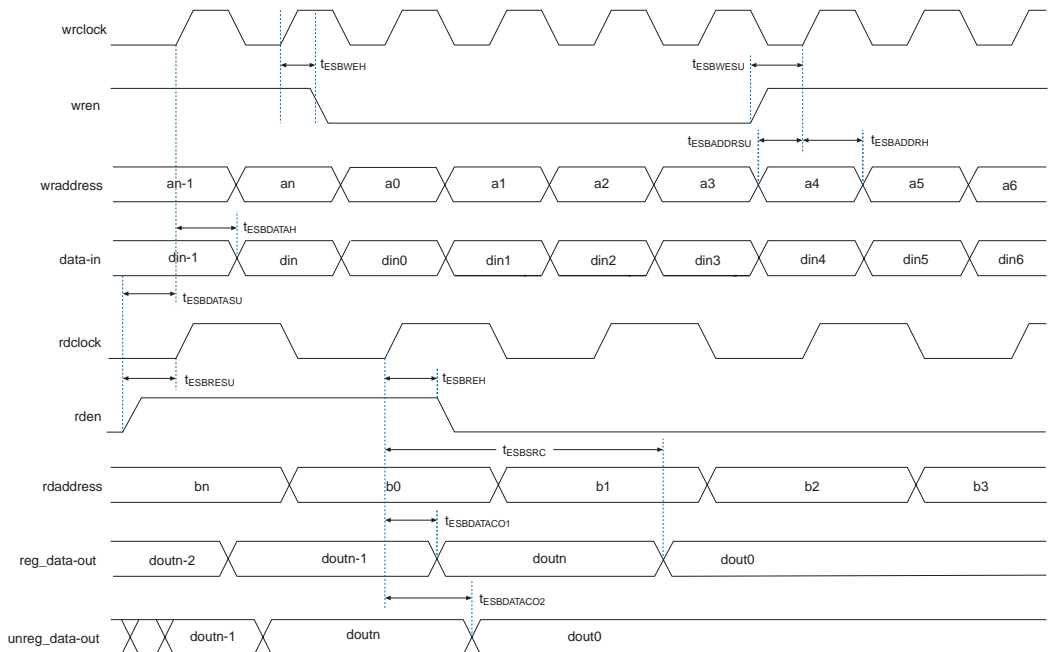 wrclock
tESBWEH
tESBWESU
wren
tESBADDRSU
tESBADDRH
wraddress
an-1 an a0 a1 a2 a3 a4 a5 a6
tESBDATAH
data-in
din-1 din din0 din1 din2 din3 din4 din5 din6
tESBDATASU
rdclock
tESBRESU
tESBREH
rden
tESBSRC
rdaddress
bn b0 b1 b2 b3
tESBDATACO1
reg_data-out
doutn-2 doutn-1 doutn dout0
tESBDATACO2
unreg_data-out
doutn-1 doutn dout0